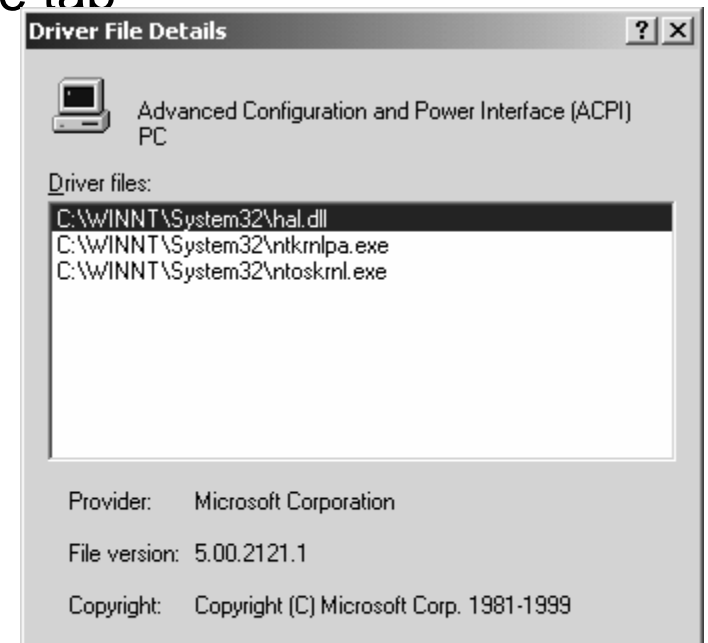 e tab
Driver File Details
Advanced Configuration and Power Interface (ACPI)
PC
Driver files:
C:\WINNT\System32\hal.dll
C:\WINNT\System32\ntkrnlpa.exe
C:\WINNT\System32\ntoskrnl.exe
Provider: Microsoft Corporation
File version: 5.00.2121.1
Copyright: Copyright (C) Microsoft Corp. 1981-1999